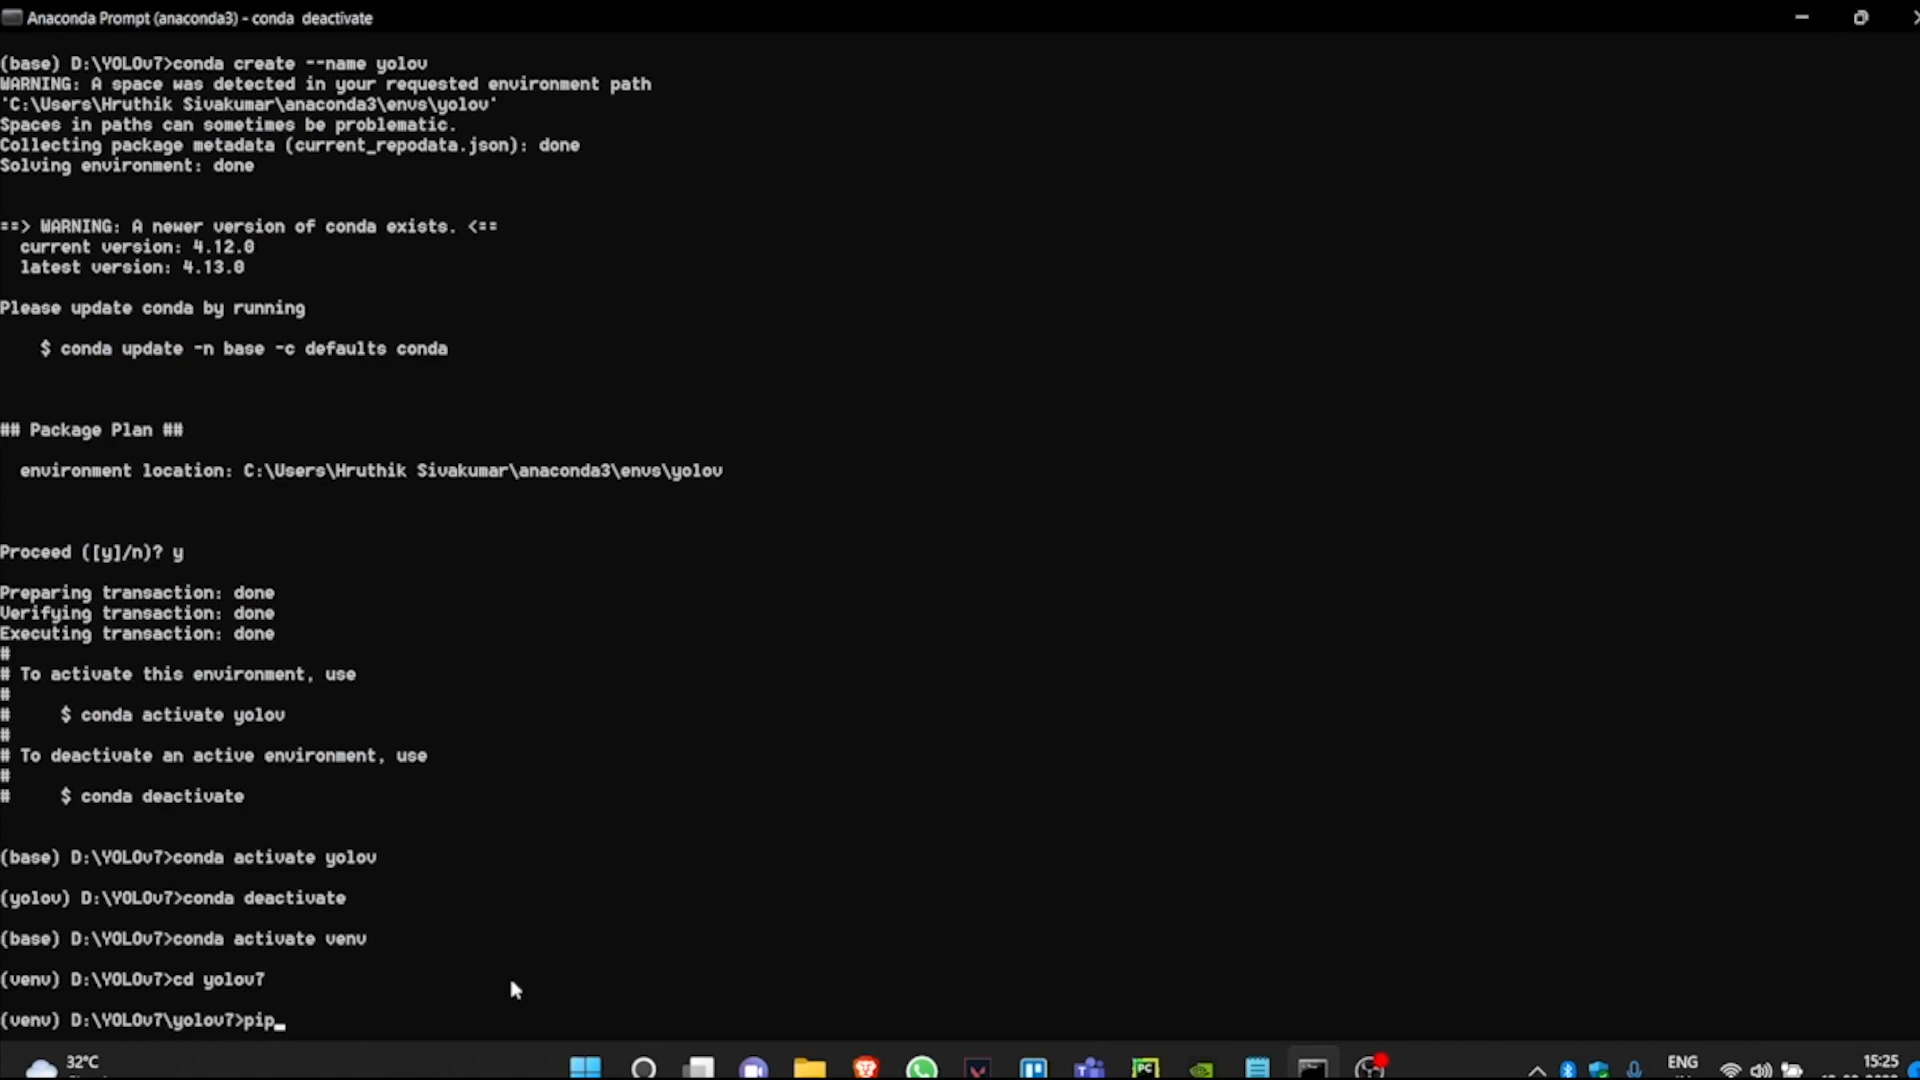 Anaconda Prompt (anaconda3) - conda  deactivate
(base) D:\YOLOv7>conda create --name yolov
WARNING: A space was detected in your requested environment path
'C:\Users\Hruthik Sivakumar\anaconda3\envs\yolov'
Spaces in paths can sometimes be problematic.
Collecting package metadata (current_repodata.json): done
Solving environment: done
==> WARNING: A newer version of conda exists. <==
  current version: 4.12.0
  latest version: 4.13.0
Please update conda by running
    $ conda update -n base -c defaults conda
## Package Plan ##
  environment location: C:\Users\Hruthik Sivakumar\anaconda3\envs\yolov
Proceed ([y]/n)? y
Preparing transaction: done
Verifying transaction: done
Executing transaction: done
#
# To activate this environment, use
#
#     $ conda activate yolov
#
# To deactivate an active environment, use
#
#     $ conda deactivate
(base) D:\YOLOv7>conda activate yolov
(yolov) D:\YOLOv7>conda deactivate
(base) D:\YOLOv7>conda activate venv
(venv) D:\YOLOv7>cd yolov7
(venv) D:\YOLOv7\yolov7>pip_
32°C
ENG
15:25